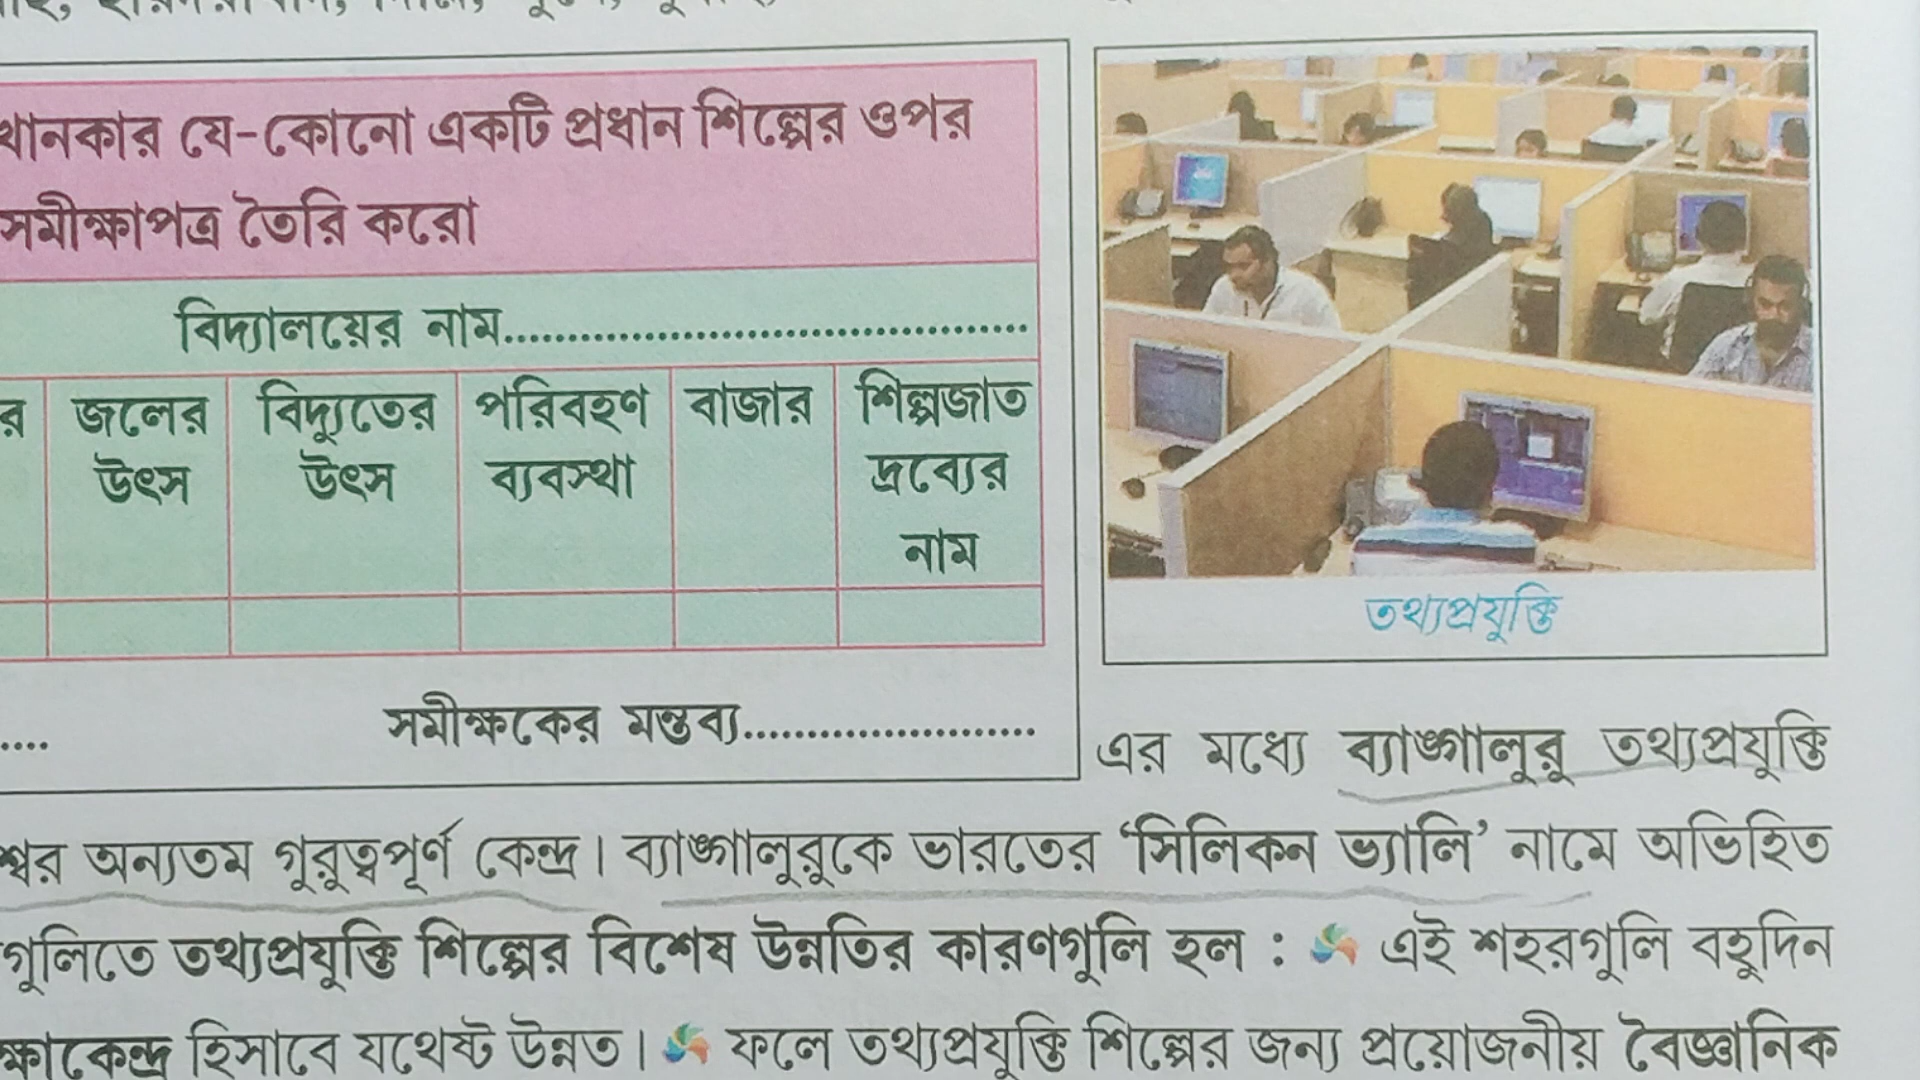 খানকার যে-কোনো একটি প্রধান শিল্পের ওপর
সমীক্ষাপত্র তৈরি করো
বিদ্যালয়ের নাম..........................................
র
জলের উৎস
বিদ্যুতের উৎস
পরিবহণ ব্যবস্থা
বাজার
শিল্পজাত দ্রব্যের নাম
.... সমীক্ষকের মন্তব্য........................
তথ্যপ্রযুক্তি
এর মধ্যে ব্যাঙ্গালুরু তথ্যপ্রযুক্তি
শ্বর অন্যতম গুরুত্বপূর্ণ কেন্দ্র। ব্যাঙ্গালুরুকে ভারতের ‘সিলিকন ভ্যালি’ নামে অভিহিত
গুলিতে তথ্যপ্রযুক্তি শিল্পের বিশেষ উন্নতির কারণগুলি হল : এই শহরগুলি বহুদিন
ক্ষাকেন্দ্র হিসাবে যথেষ্ট উন্নত। ফলে তথ্যপ্রযুক্তি শিল্পের জন্য প্রয়োজনীয় বৈজ্ঞানিক